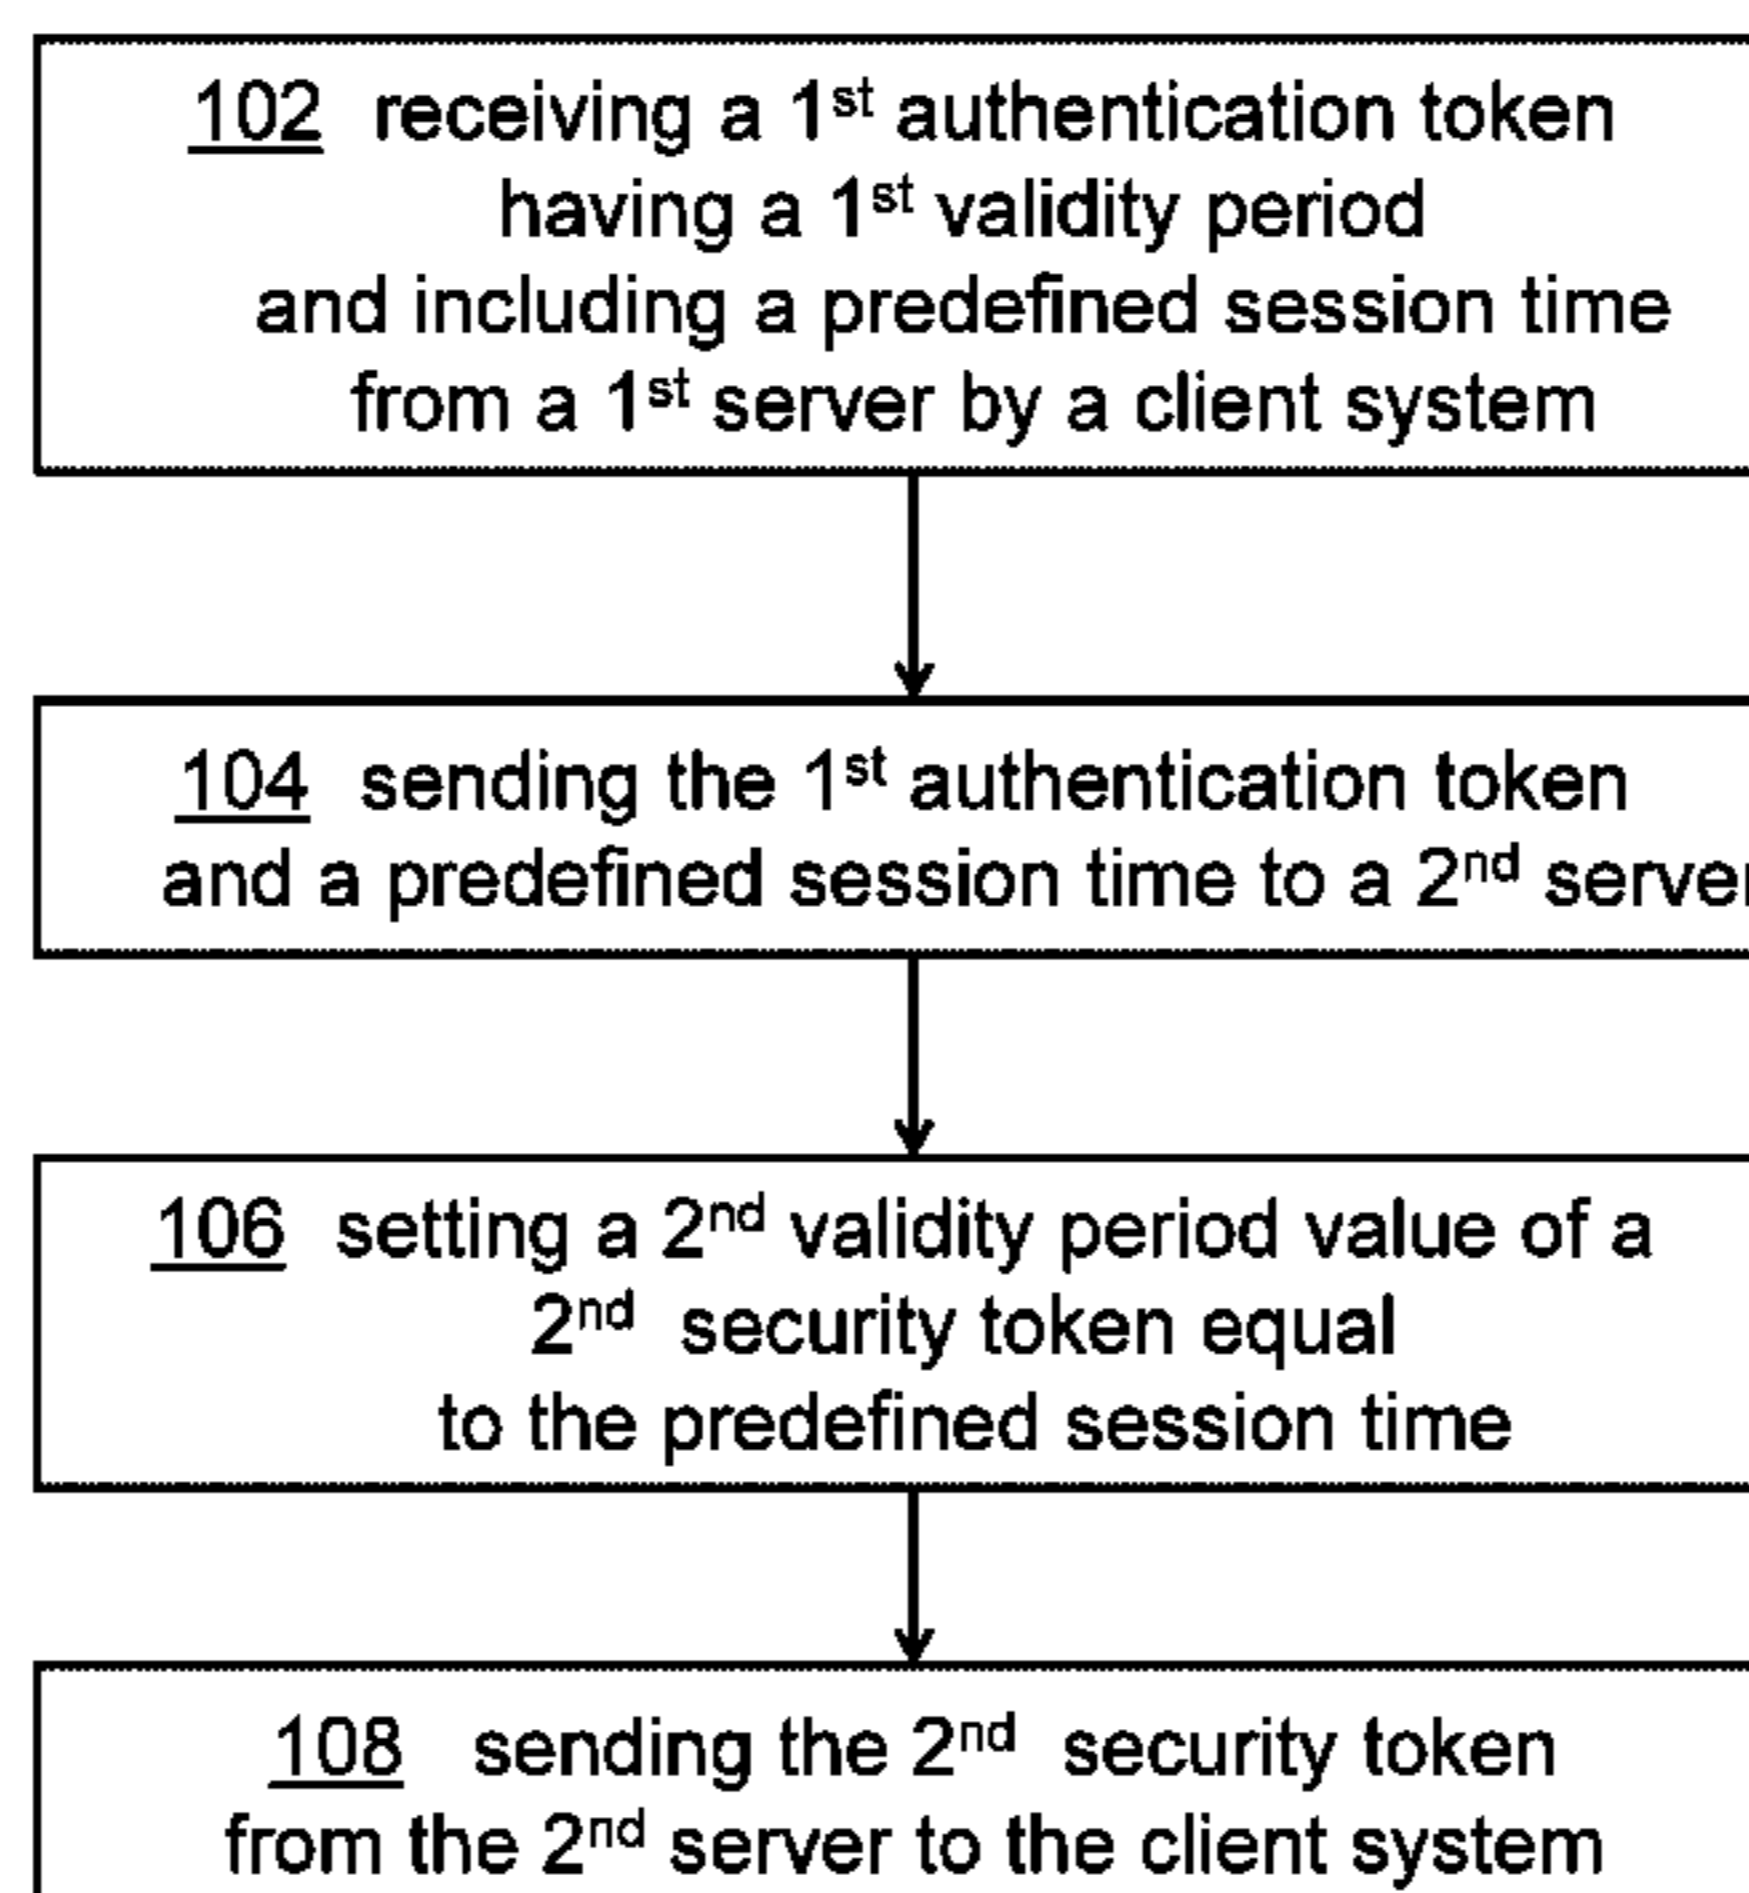 102 receiving a 1st authentication token
having a 1st validity period
and including a predefined session time
from a 1st server by a client system
104 sending the 1st authentication token
and a predefined session time to a 2nd server
106 setting a 2nd validity period value of a
2nd security token equal
to the predefined session time
108 sending the 2nd security token
from the 2nd server to the client system